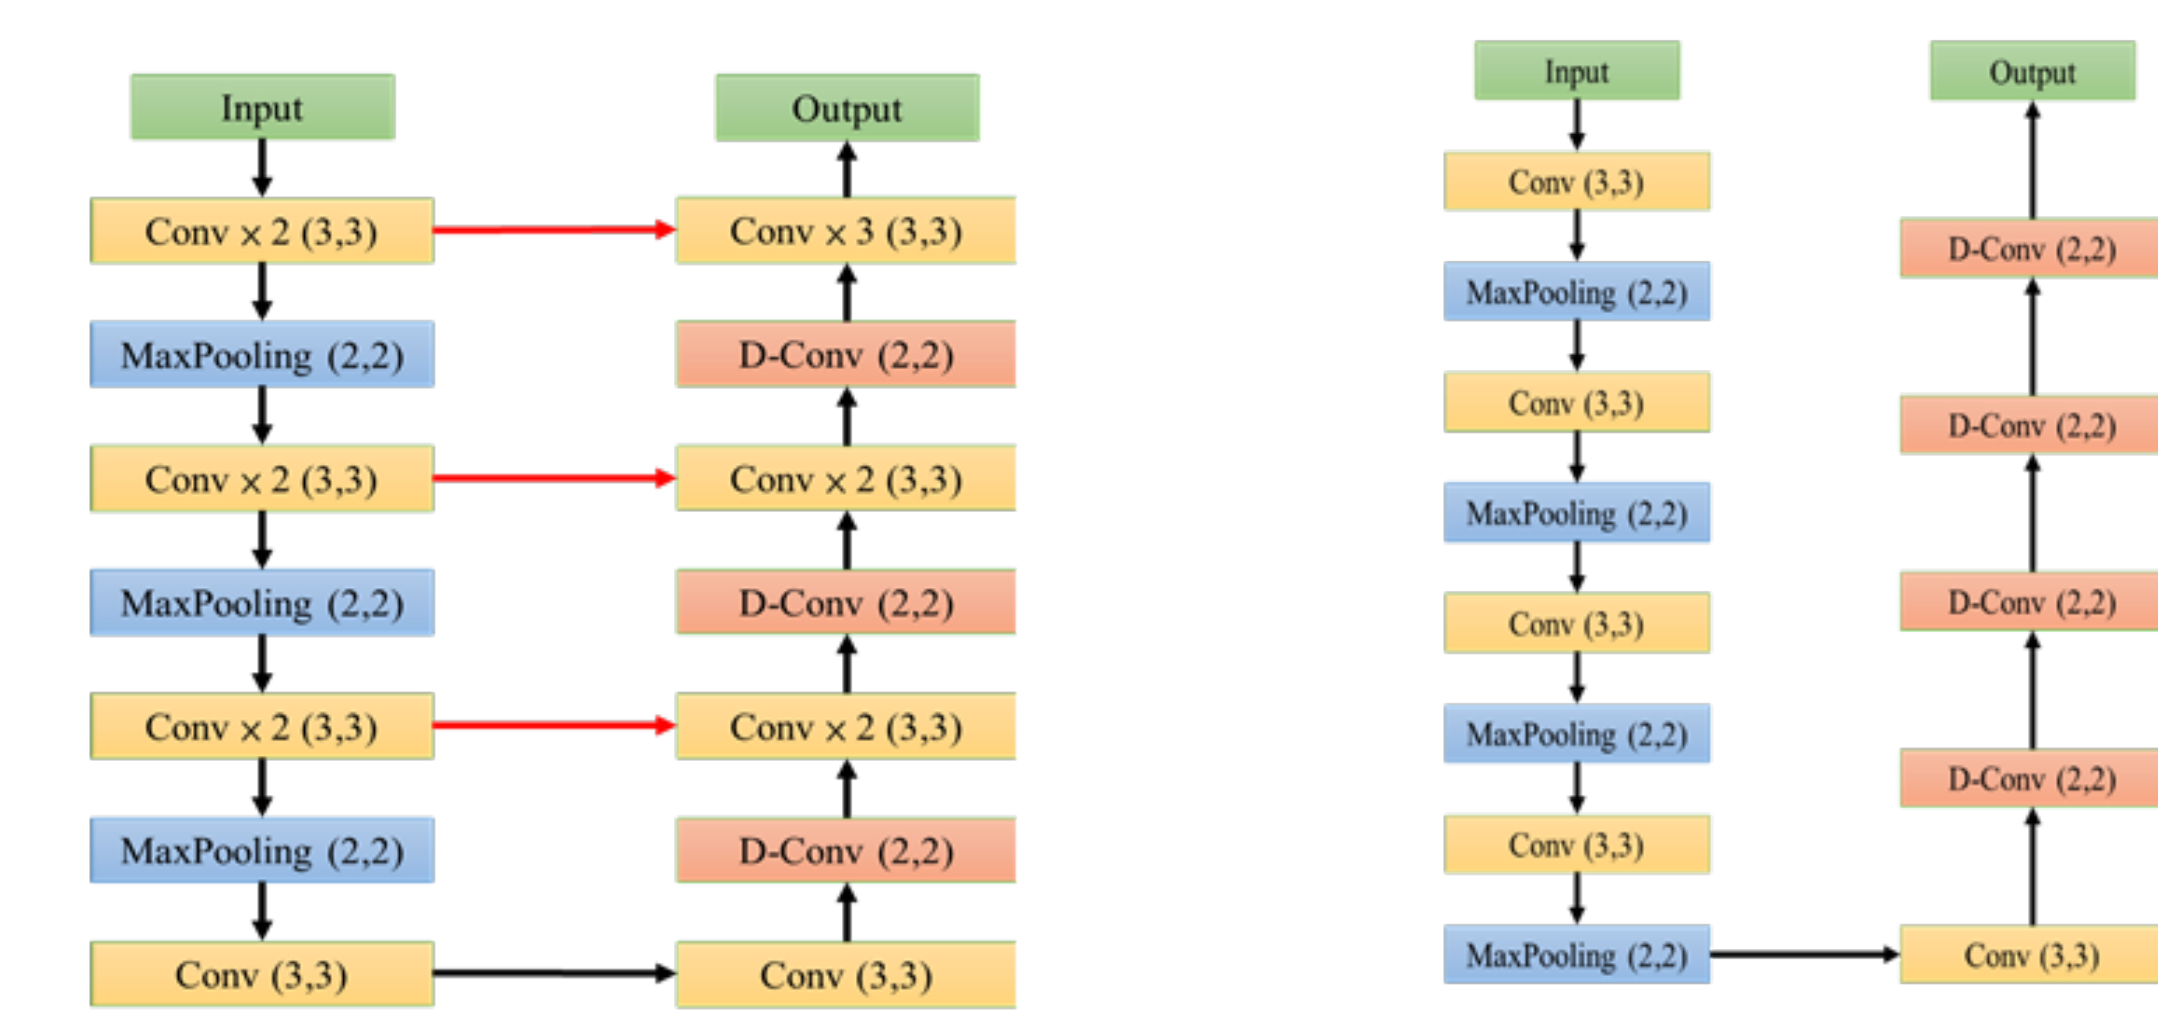 Input
Conv × 2 (3,3)
MaxPooling (2,2)
Conv × 2 (3,3)
MaxPooling (2,2)
Conv × 2 (3,3)
MaxPooling (2,2)
Conv (3,3)
Output
Conv × 3 (3,3)
D-Conv (2,2)
Conv × 2 (3,3)
D-Conv (2,2)
Conv × 2 (3,3)
D-Conv (2,2)
Conv (3,3)
Input
Conv (3,3)
MaxPooling (2,2)
Conv (3,3)
MaxPooling (2,2)
Conv (3,3)
MaxPooling (2,2)
Conv (3,3)
MaxPooling (2,2)
Output
D-Conv (2,2)
D-Conv (2,2)
D-Conv (2,2)
D-Conv (2,2)
Conv (3,3)